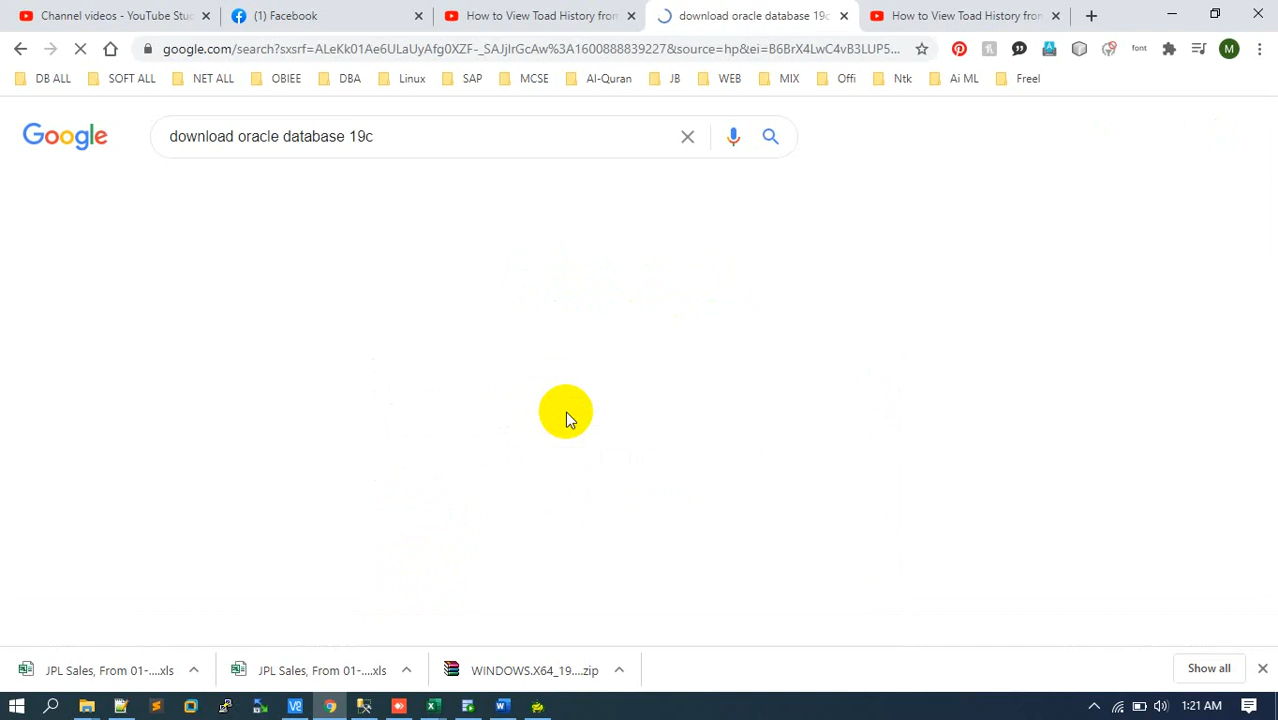 Channel videos - YouTube Stu
(1) Facebook
How to View Toad History from
download oracle database 19c
How to View Toad History from
google.com/search?sxsrf=ALeKk01Ae6ULaUyAfg0XZF-_SAJjIrGcAw%3A1600888839227&source=hp&ei=B6BrX4LwC4vB3LUP5...
font
M
DB ALL
SOFT ALL
NET ALL
OBIEE
DBA
Linux
SAP
MCSE
Al-Quran
JB
WEB
MIX
Offi
Ntk
Ai ML
Freel
Google
download oracle database 19c
JPL Sales, From 01-....xls
JPL Sales, From 01-....xls
WINDOWS.X64_19....zip
Show all
1:21 AM